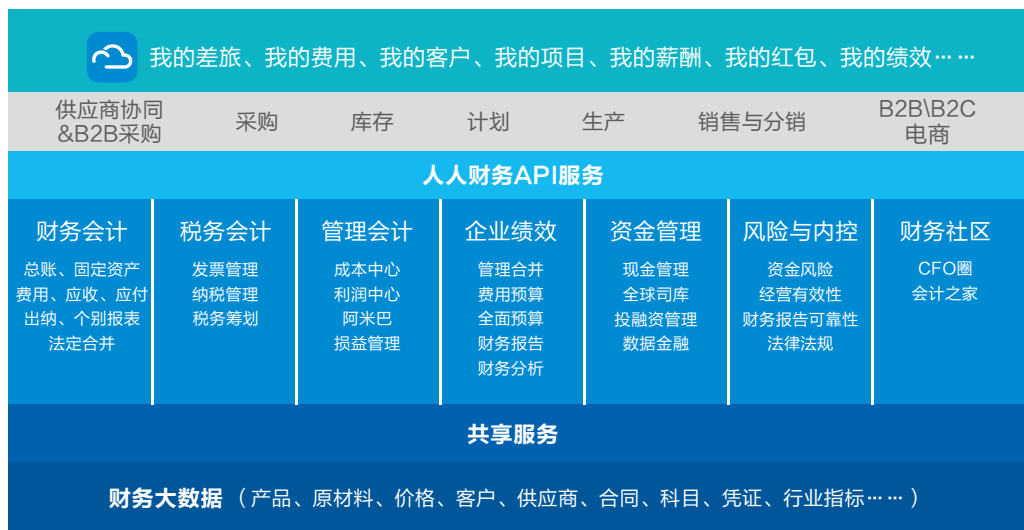 我的差旅、我的费用、我的客户、我的项目、我的薪酬、我的红包、我的绩效⋯⋯
供应商协同
&B2B采购
采购
库存
计划
生产
销售与分销
B2B\B2C
电商
人人财务API服务
财务会计
总账、固定资产
费用、应收、应付
出纳、个别报表
法定合并
税务会计
发票管理
纳税管理
税务筹划
管理会计
成本中心
利润中心
阿米巴
损益管理
企业绩效
管理合并
费用预算
全面预算
财务报告
财务分析
资金管理
现金管理
全球司库
投融资管理
数据金融
风险与内控
资金风险
经营有效性
财务报告可靠性
法律法规
财务社区
CFO圈
会计之家
共享服务
财务大数据（产品、原材料、价格、客户、供应商、合同、科目、凭证、行业指标⋯⋯）